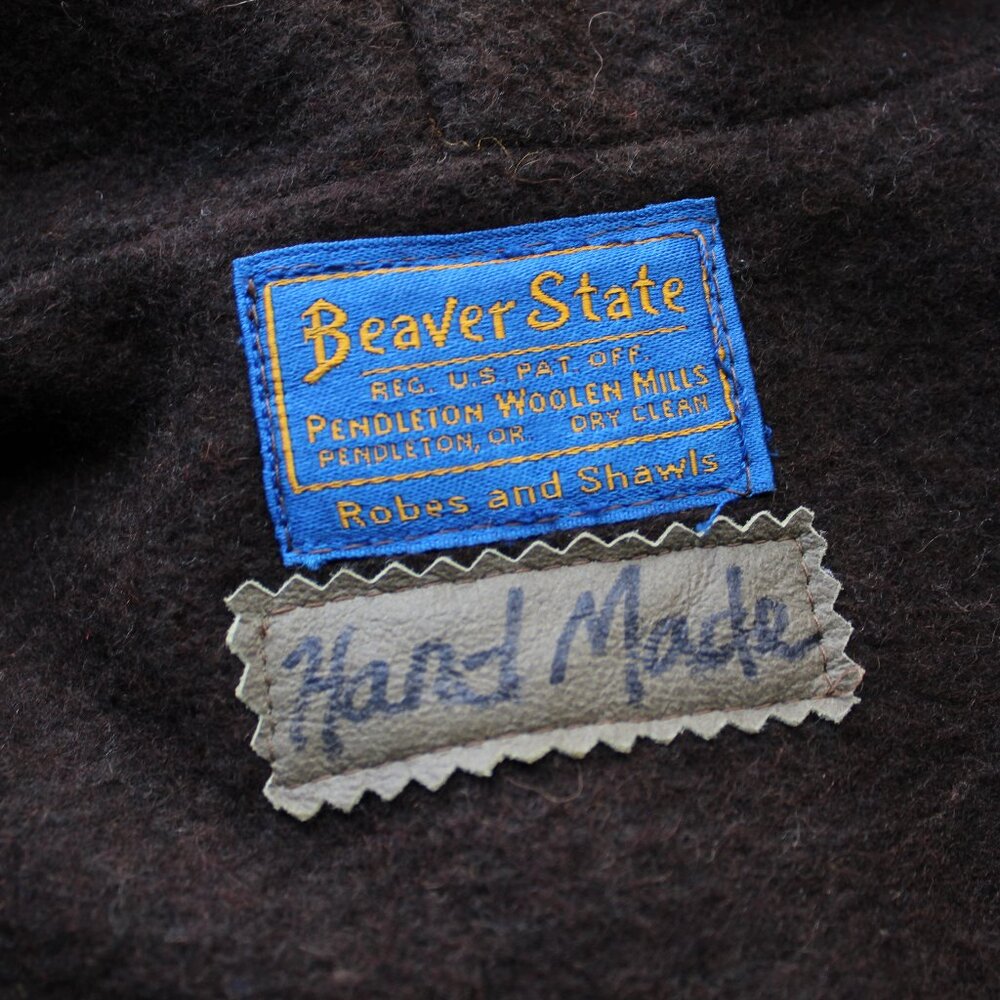 Beaver State
REG. U.S. PAT. OFF.
PENDLETON WOOLEN MILLS
PENDLETON, OR. DRY CLEAN
Robes and Shawls
Hand Made